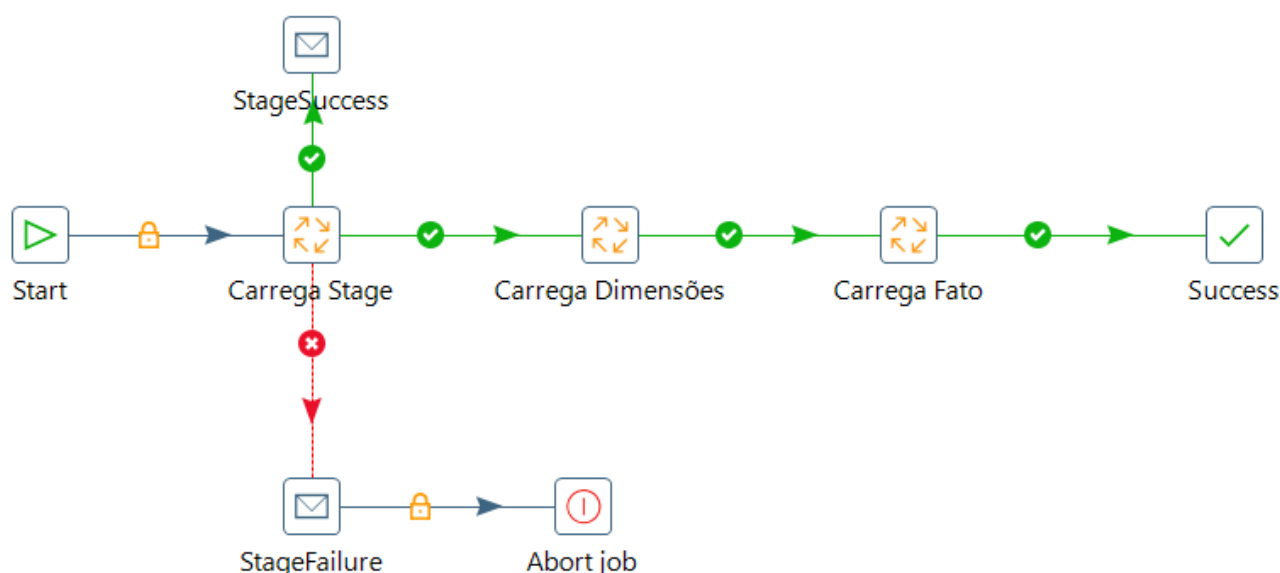 StageSuccess
Start
Carrega Stage
Carrega Dimensões
Carrega Fato
Success
StageFailure
Abort job